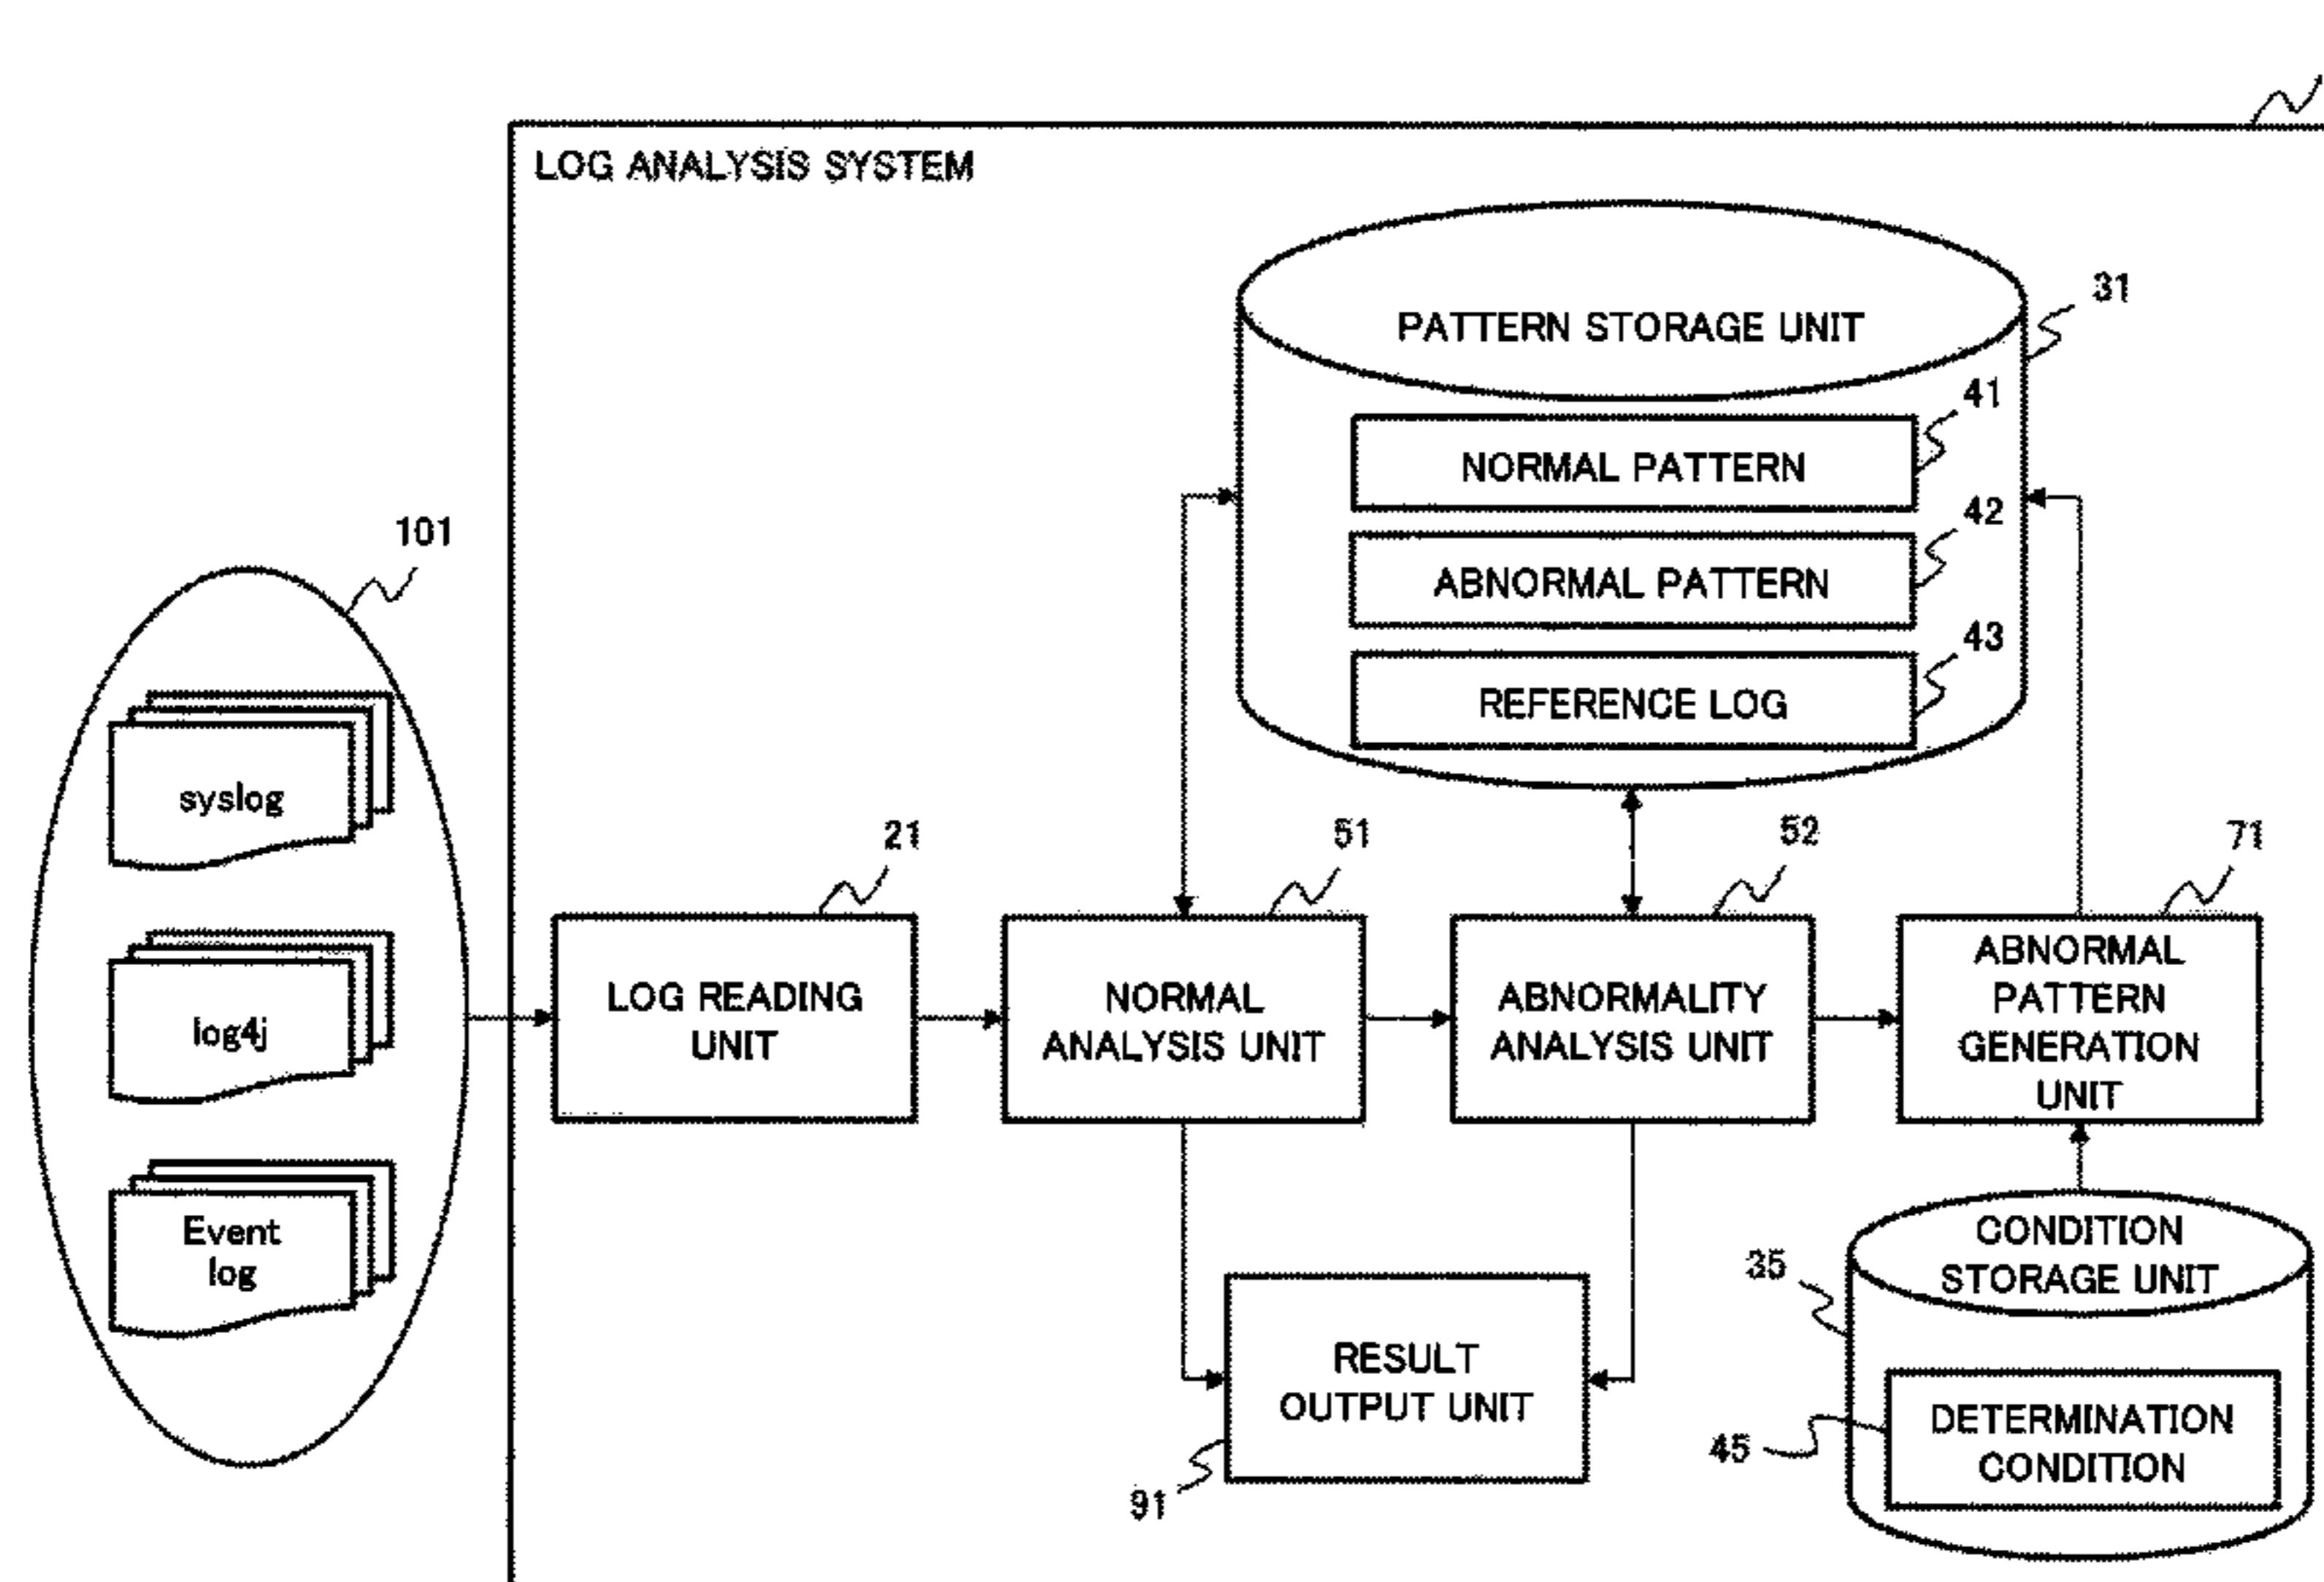 LOG ANALYSIS SYSTEM
PATTERN STORAGE UNIT
31
41
NORMAL PATTERN
42
ABNORMAL PATTERN
43
REFERENCE LOG
101
syslog
log4j
Event
log
21
LOG READING
UNIT
51
NORMAL
ANALYSIS UNIT
52
ABNORMALITY
ANALYSIS UNIT
71
ABNORMAL
PATTERN
GENERATION
UNIT
RESULT
OUTPUT UNIT
91
35
CONDITION
STORAGE UNIT
45
DETERMINATION
CONDITION